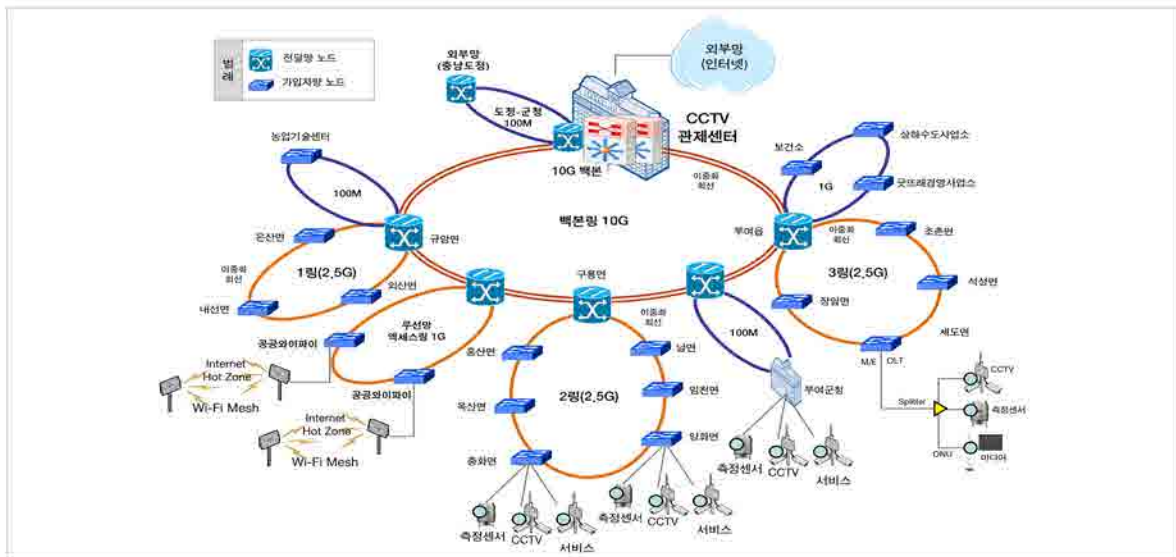 범례
전달망 노드
가입자망 노드
외부망
(충남도청)
외부망
(인터넷)
도청-군청
100M
CCTV
관제센터
10G 백본
이중화
회선
농업기술센터
100M
보건소
상하수도사업소
1G
굿뜨래경영사업소
백본링 10G
규암면
부여읍
이중화
회선
은산면
이중화
회선
1링(2,5G)
외산면
내산면
구룡면
이중화
회선
조촌면
3링(2,5G)
석성면
장암면
세도면
무선망
액세스링 1G
공공와이파이
공공와이파이
Internet
Hot Zone
Wi-Fi Mesh
Internet
Hot Zone
Wi-Fi Mesh
홍산면
남면
옥산면
2링(2,5G)
임천면
충화면
양화면
100M
부여군청
M/E
OLT
Splitter
ONU
CCTV
측정센서
미디어
측정센서
CCTV
서비스
측정센서
CCTV
서비스
측정센서
CCTV
서비스